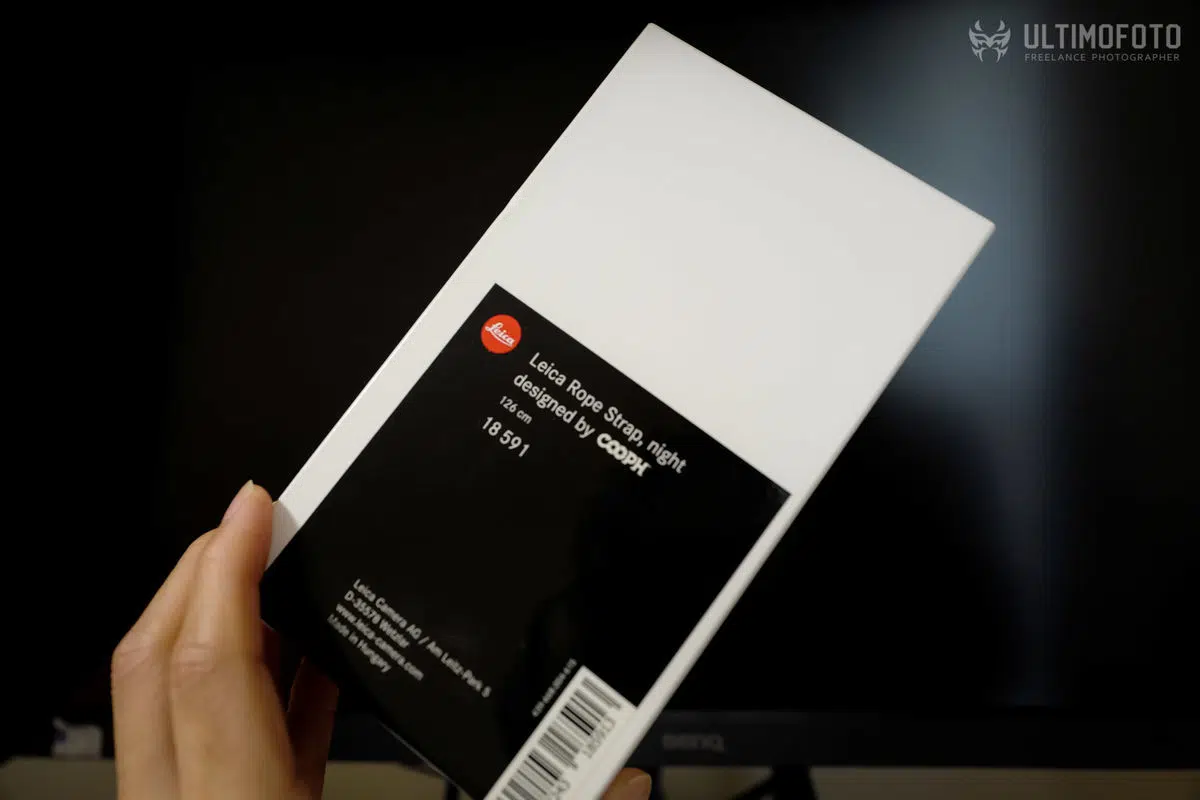 ULTIMOFOTO
FREELANCE PHOTOGRAPHER
Leica
Leica Rope Strap, night
designed by COOPH
126 cm
18 591
Leica Camera AG / Am Leitz-Park 5
D-35578 Wetzlar
www.leica-camera.com
Made in Hungary
185913
BenQ